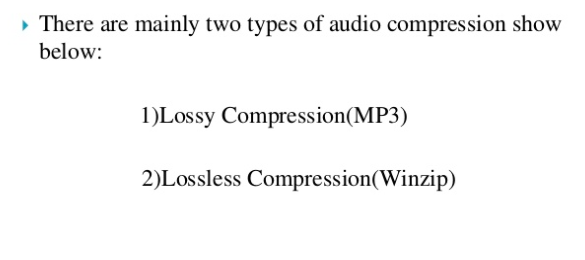 There are mainly two types of audio compression show
below:
1)Lossy Compression(MP3)
2)Lossless Compression(Winzip)